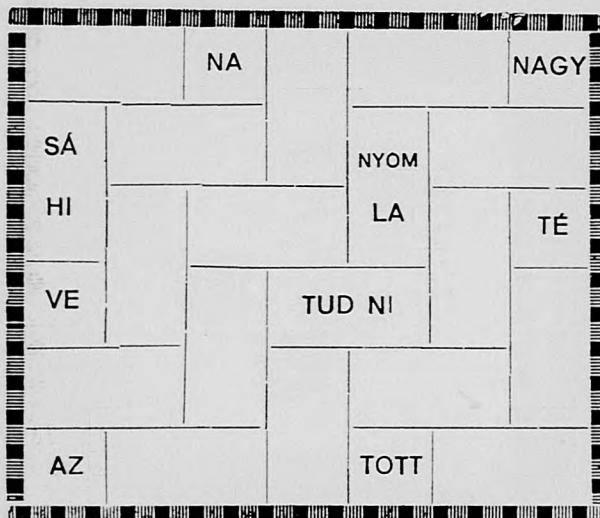 NA NAGY
SÁ NYOM
HI LA TÉ
VE TUD NI
AZ TOTT